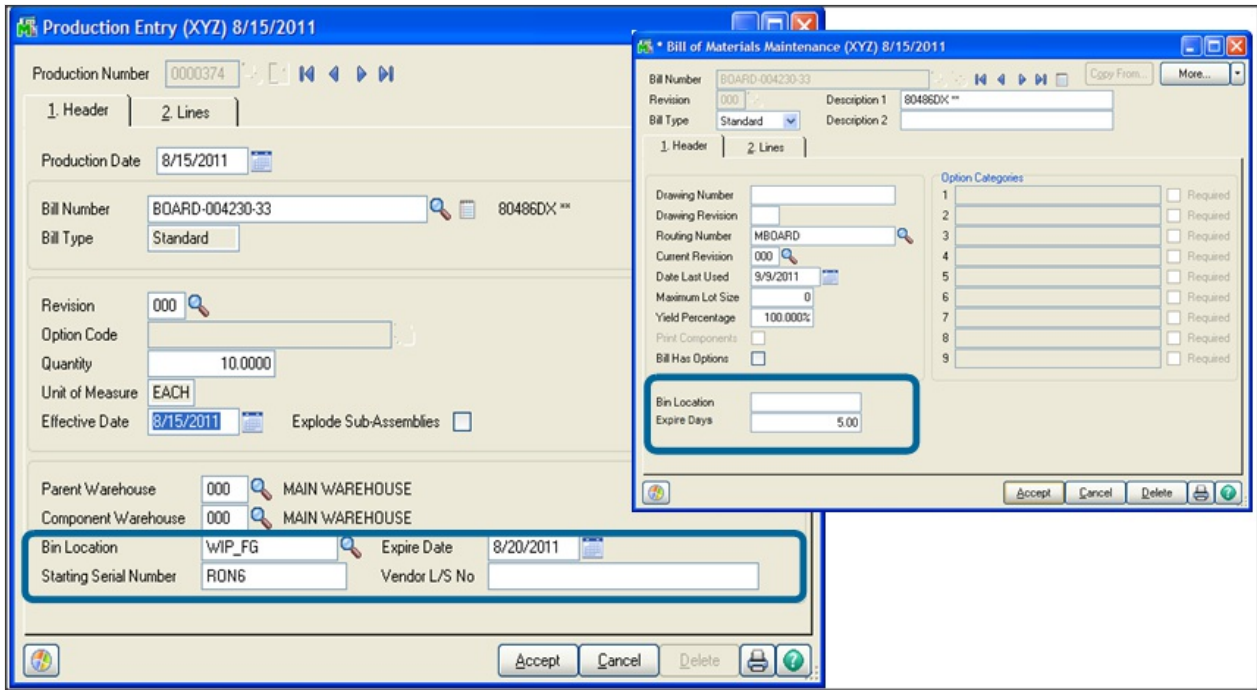 Production Entry (XYZ) 8/15/2011
Production Number 0000374
1. Header 2. Lines
Production Date 8/15/2011
Bill Number BOARD-004230-33 80486DX **
Bill Type Standard
Revision 000
Option Code
Quantity 10.0000
Unit of Measure EACH
Effective Date 8/15/2011 Explode Sub-Assemblies
Parent Warehouse 000 MAIN WAREHOUSE
Component Warehouse 000 MAIN WAREHOUSE
Bin Location WIP_FG Expire Date 8/20/2011
Starting Serial Number RON6 Vendor L/S No
Accept Cancel Delete
* Bill of Materials Maintenance (XYZ) 8/15/2011
Bill Number BOARD-004230-33 Copy From... More...
Revision 000 Description 1 80486DX **
Bill Type Standard Description 2
1. Header 2. Lines
Option Categories
Drawing Number 1 Required
Drawing Revision 2 Required
Routing Number MBOARD 3 Required
Current Revision 000 4 Required
Date Last Used 9/9/2011 5 Required
Maximum Lot Size 0 6 Required
Yield Percentage 100.000% 7 Required
Print Components 8 Required
Bill Has Options 9 Required
Bin Location
Expire Days 5.00
Accept Cancel Delete